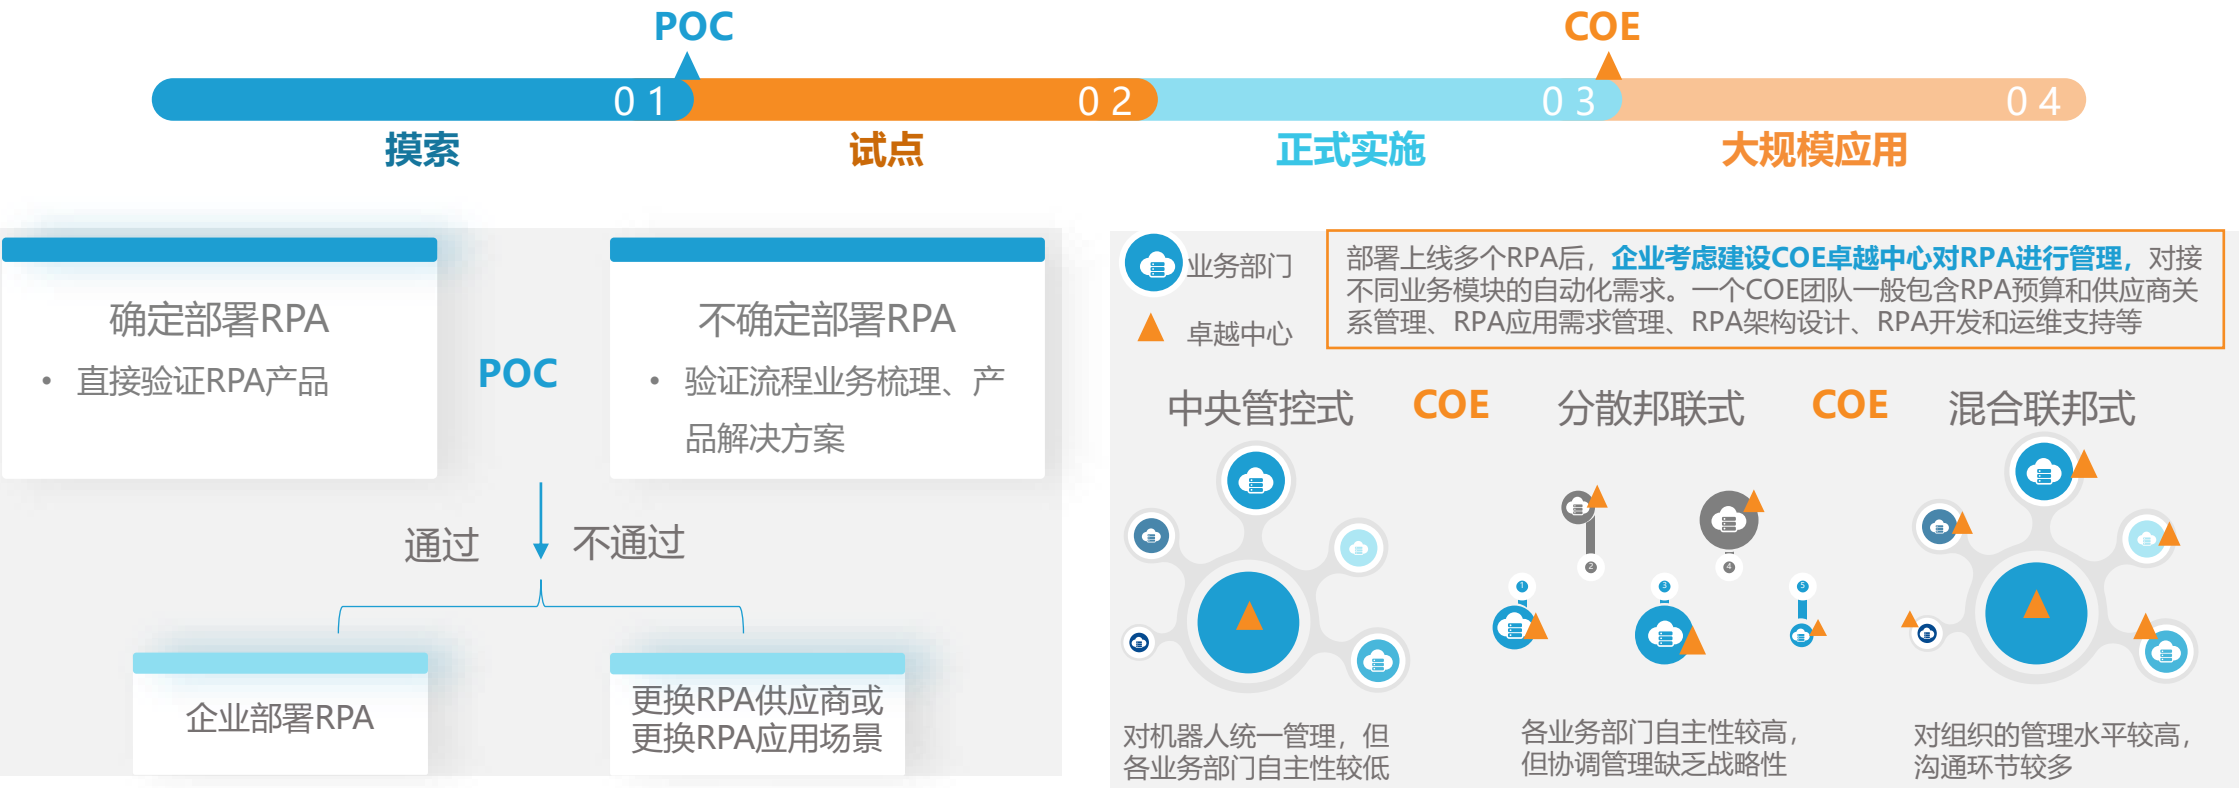 POC
COE
01
02
03
04
摸索
试点
正式实施
大规模应用
确定部署RPA
• 直接验证RPA产品
POC
不确定部署RPA
• 验证流程业务梳理、产
品解决方案
通过
不通过
企业部署RPA
更换RPA供应商或
更换RPA应用场景
业务部门
卓越中心
部署上线多个RPA后，企业考虑建设COE卓越中心对RPA进行管理，对接
不同业务模块的自动化需求。一个COE团队一般包含RPA预算和供应商关
系管理、RPA应用需求管理、RPA架构设计、RPA开发和运维支持等
中央管控式
COE
分散邦联式
COE
混合联邦式
1
2
3
4
5
对机器人统一管理，但
各业务部门自主性较低
各业务部门自主性较高，
但协调管理缺乏战略性
对组织的管理水平较高，
沟通环节较多